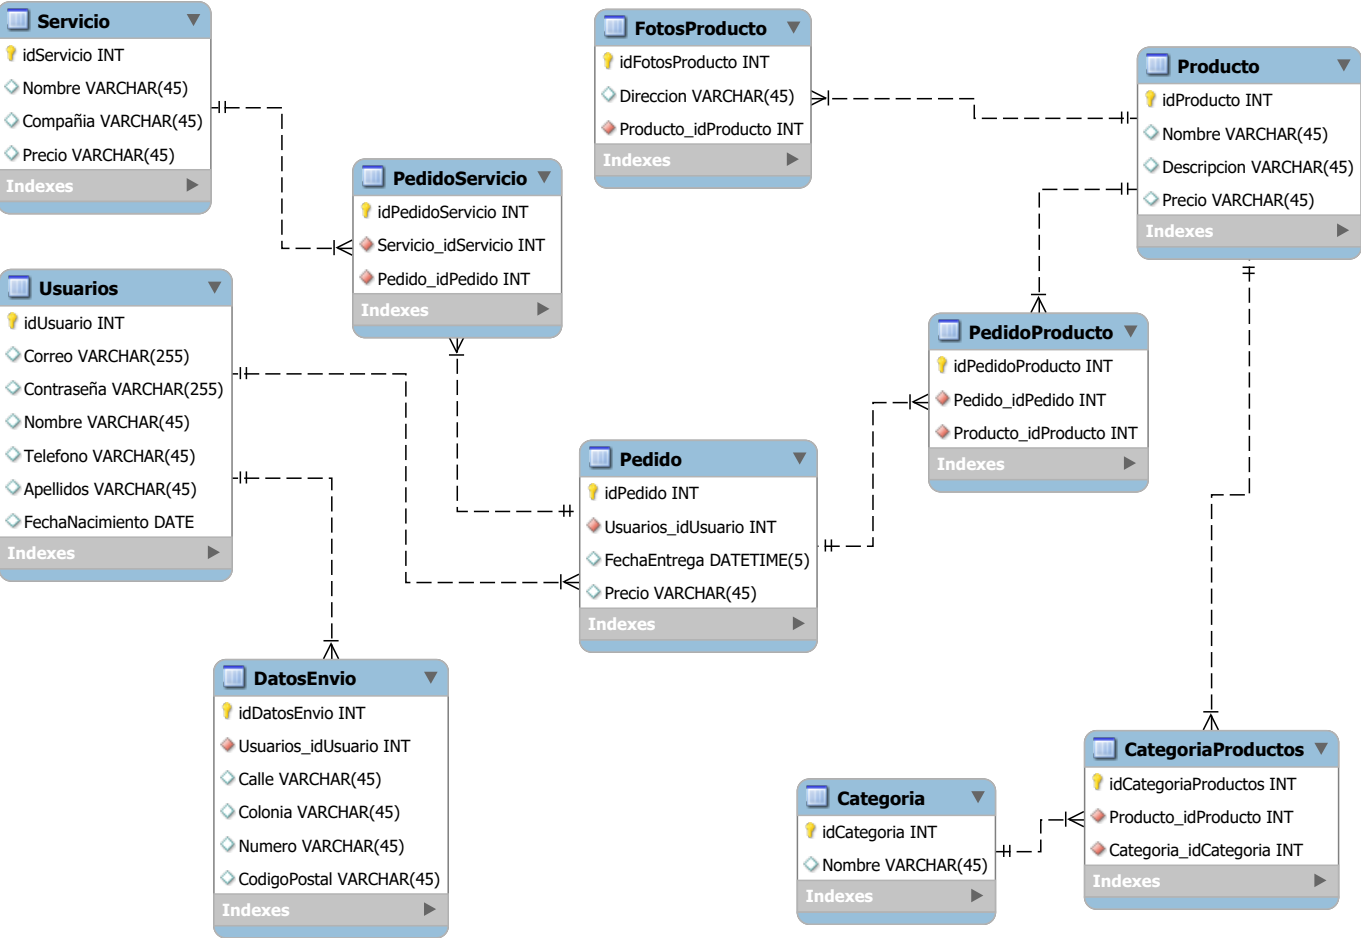 Servicio
idServicio INT
Nombre VARCHAR(45)
Compañia VARCHAR(45)
Precio VARCHAR(45)
Indexes
FotosProducto
idFotosProducto INT
Direccion VARCHAR(45)
Producto_idProducto INT
Indexes
Producto
idProducto INT
Nombre VARCHAR(45)
Descripcion VARCHAR(45)
Precio VARCHAR(45)
Indexes
PedidoServicio
idPedidoServicio INT
Servicio_idServicio INT
Pedido_idPedido INT
Indexes
Usuarios
idUsuario INT
Correo VARCHAR(255)
Contraseña VARCHAR(255)
Nombre VARCHAR(45)
Telefono VARCHAR(45)
Apellidos VARCHAR(45)
FechaNacimiento DATE
Indexes
PedidoProducto
idPedidoProducto INT
Pedido_idPedido INT
Producto_idProducto INT
Indexes
Pedido
idPedido INT
Usuarios_idUsuario INT
FechaEntrega DATETIME(5)
Precio VARCHAR(45)
Indexes
DatosEnvio
idDatosEnvio INT
Usuarios_idUsuario INT
Calle VARCHAR(45)
Colonia VARCHAR(45)
Numero VARCHAR(45)
CodigoPostal VARCHAR(45)
Indexes
Categoria
idCategoria INT
Nombre VARCHAR(45)
Indexes
CategoriaProductos
idCategoriaProductos INT
Producto_idProducto INT
Categoria_idCategoria INT
Indexes